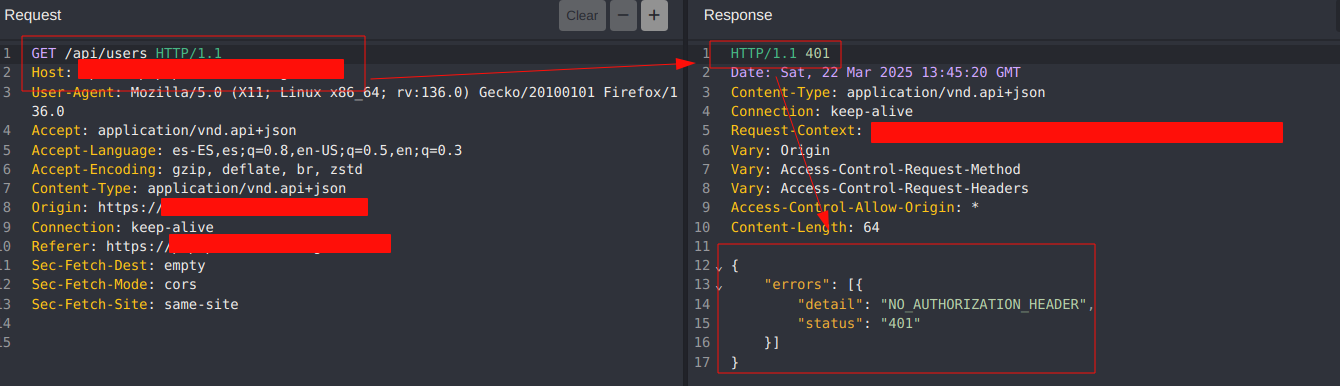 Request
Clear − +
1 GET /api/users HTTP/1.1
2 Host:
3 User-Agent: Mozilla/5.0 (X11; Linux x86_64; rv:136.0) Gecko/20100101 Firefox/1
36.0
4 Accept: application/vnd.api+json
5 Accept-Language: es-ES,es;q=0.8,en-US;q=0.5,en;q=0.3
6 Accept-Encoding: gzip, deflate, br, zstd
7 Content-Type: application/vnd.api+json
8 Origin: https://
9 Connection: keep-alive
10 Referer: https://
11 Sec-Fetch-Dest: empty
12 Sec-Fetch-Mode: cors
13 Sec-Fetch-Site: same-site
14
15
Response
1 HTTP/1.1 401
2 Date: Sat, 22 Mar 2025 13:45:20 GMT
3 Content-Type: application/vnd.api+json
4 Connection: keep-alive
5 Request-Context:
6 Vary: Origin
7 Vary: Access-Control-Request-Method
8 Vary: Access-Control-Request-Headers
9 Access-Control-Allow-Origin: *
10 Content-Length: 64
11
12 {
13 "errors": [{
14 "detail": "NO_AUTHORIZATION_HEADER",
15 "status": "401"
16 }]
17 }